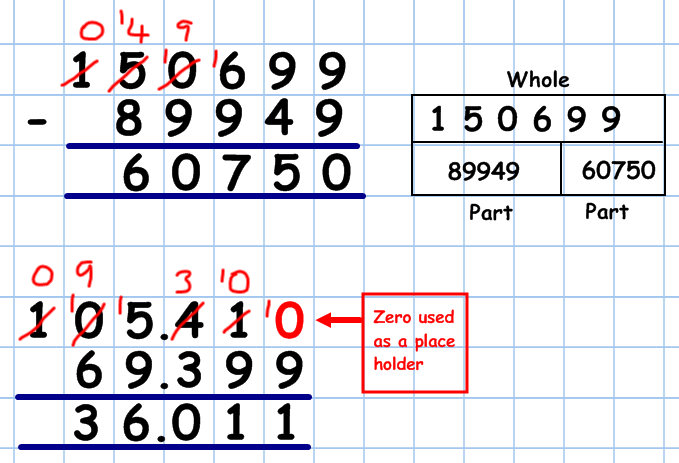 0 '4 9
1 5 '0 '6 9 9
- 8 9 9 4 9
6 0 7 5 0
Whole
1 5 0 6 9 9
89949 60750
Part Part
0 9 3 '0
1 '0 '5.4 1 '0
6 9.3 9 9
3 6.0 1 1
Zero used
as a place
holder